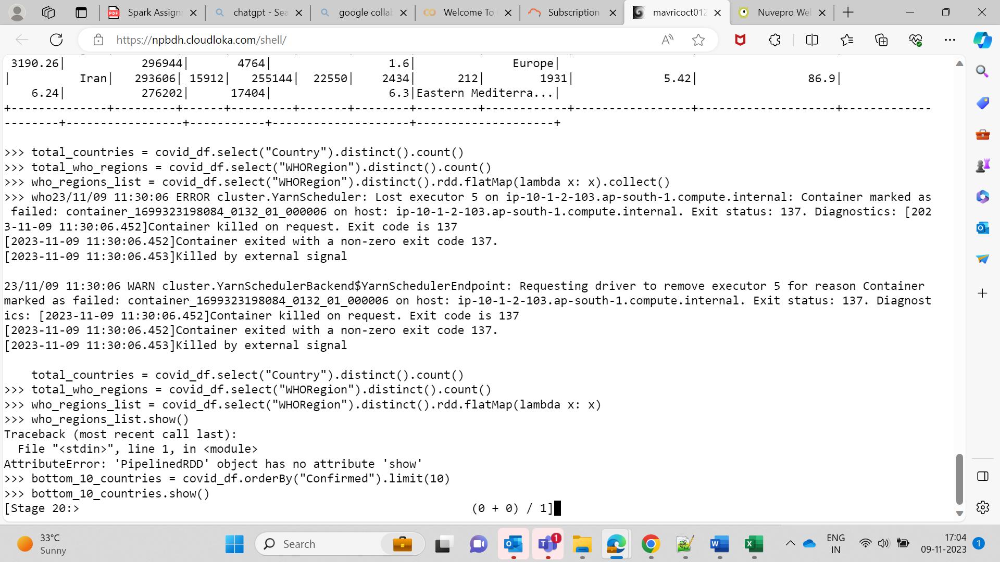 Spark Assign
chatgpt - Sea
google collab
Welcome To
Subscription
mavricoct012
Nuvepro Wel
https://npbdh.cloudloka.com/shell/
3190.26|           296944|       4764|                 1.6|              Europe|
|          Iran|   293606| 15912|   255144|  22550|    2434|      212|        1931|             5.42|                86.9|
    6.24|           276202|      17404|                 6.3|Eastern Mediterra...|
+--------------+---------+------+---------+-------+--------+---------+------------+-----------------+--------------------+-------------
--------+-----------------+-----------+--------------------+--------------------+
>>> total_countries = covid_df.select("Country").distinct().count()
>>> total_who_regions = covid_df.select("WHORegion").distinct().count()
>>> who_regions_list = covid_df.select("WHORegion").distinct().rdd.flatMap(lambda x: x).collect()
>>> who23/11/09 11:30:06 ERROR cluster.YarnScheduler: Lost executor 5 on ip-10-1-2-103.ap-south-1.compute.internal: Container marked as
 failed: container_1699323198084_0132_01_000006 on host: ip-10-1-2-103.ap-south-1.compute.internal. Exit status: 137. Diagnostics: [202
3-11-09 11:30:06.452]Container killed on request. Exit code is 137
[2023-11-09 11:30:06.452]Container exited with a non-zero exit code 137.
[2023-11-09 11:30:06.453]Killed by external signal
23/11/09 11:30:06 WARN cluster.YarnSchedulerBackend$YarnSchedulerEndpoint: Requesting driver to remove executor 5 for reason Container
marked as failed: container_1699323198084_0132_01_000006 on host: ip-10-1-2-103.ap-south-1.compute.internal. Exit status: 137. Diagnost
ics: [2023-11-09 11:30:06.452]Container killed on request. Exit code is 137
[2023-11-09 11:30:06.452]Container exited with a non-zero exit code 137.
[2023-11-09 11:30:06.453]Killed by external signal
    total_countries = covid_df.select("Country").distinct().count()
>>> total_who_regions = covid_df.select("WHORegion").distinct().count()
>>> who_regions_list = covid_df.select("WHORegion").distinct().rdd.flatMap(lambda x: x)
>>> who_regions_list.show()
Traceback (most recent call last):
  File "<stdin>", line 1, in <module>
AttributeError: 'PipelinedRDD' object has no attribute 'show'
>>> bottom_10_countries = covid_df.orderBy("Confirmed").limit(10)
>>> bottom_10_countries.show()
[Stage 20:>                                                         (0 + 0) / 1]
33°C
Sunny
Search
1
ENG
IN
17:04
09-11-2023
1